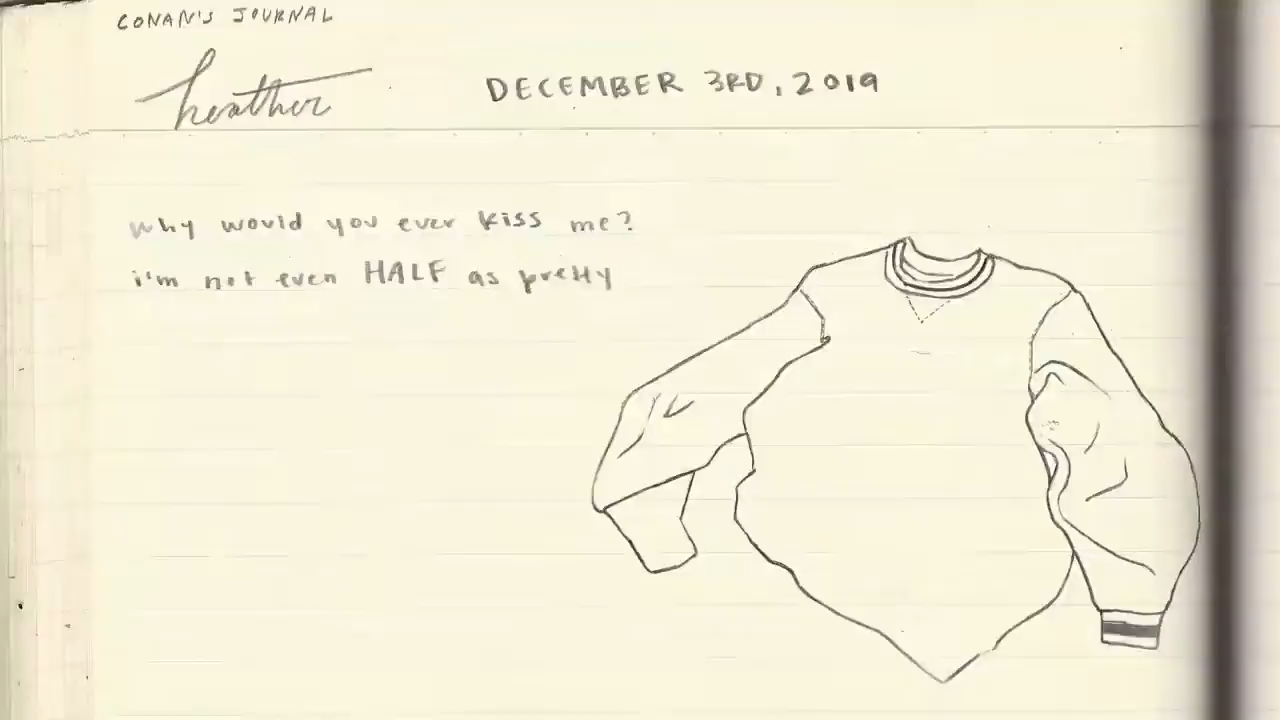 CONAN'S JOURNAL
heather
DECEMBER 3RD, 2019
why would you ever kiss me?
i'm not even HALF as pretty